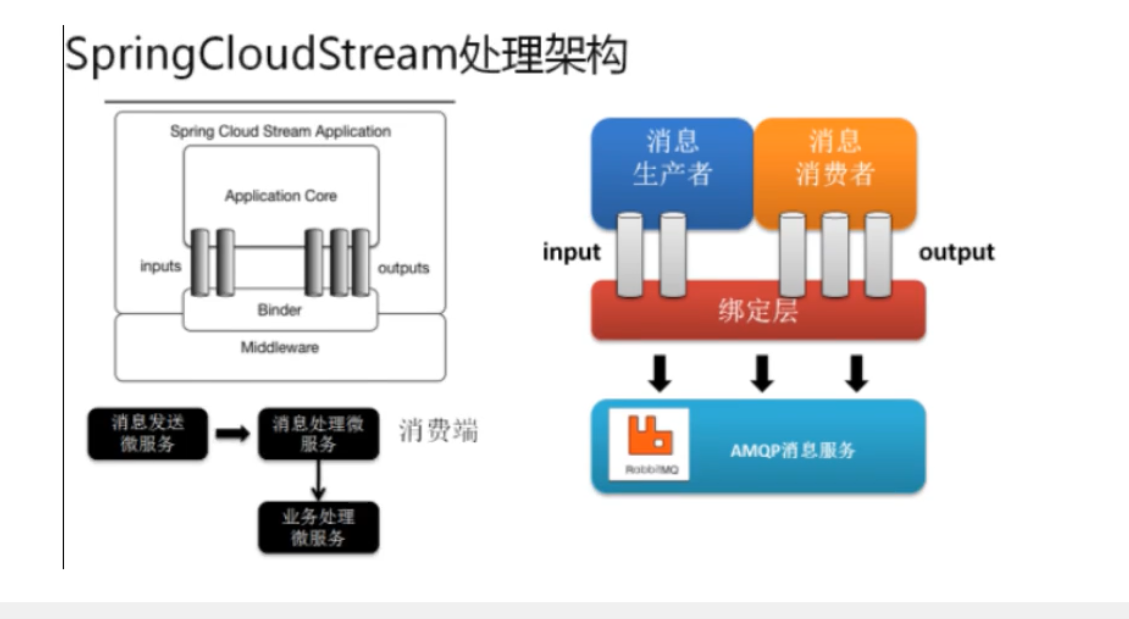 SpringCloudStream处理架构
Spring Cloud Stream Application
Application Core
inputs
outputs
Binder
Middleware
消息发送
微服务
消息处理微
服务
消费端
业务处理
微服务
消息
生产者
消息
消费者
input
output
绑定层
RabbitMQ
AMQP消息服务